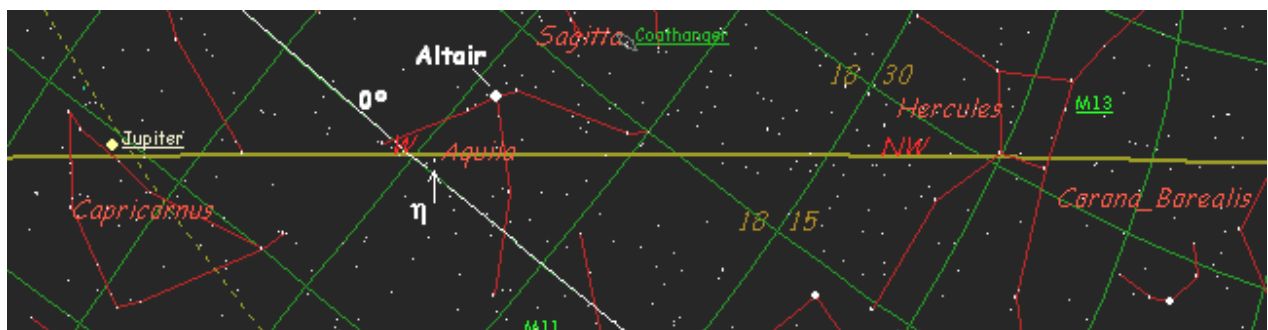 Sagitta
Coathanger
Altair
18 30
0°
Hercules
M13
Jupiter
W
Aquila
NW
Capricornus
η
18 15
Corona_Borealis
M11